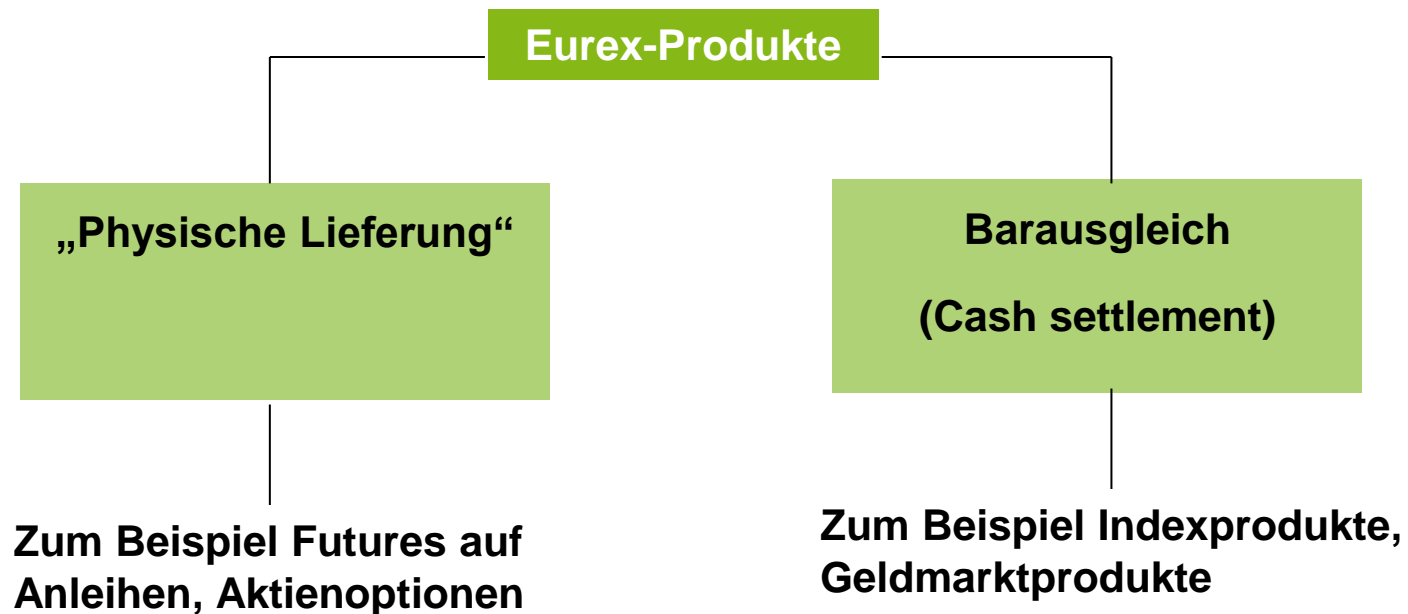 Eurex-Produkte
„Physische Lieferung“
Barausgleich
(Cash settlement)
Zum Beispiel Futures auf
Anleihen, Aktienoptionen
Zum Beispiel Indexprodukte,
Geldmarktprodukte